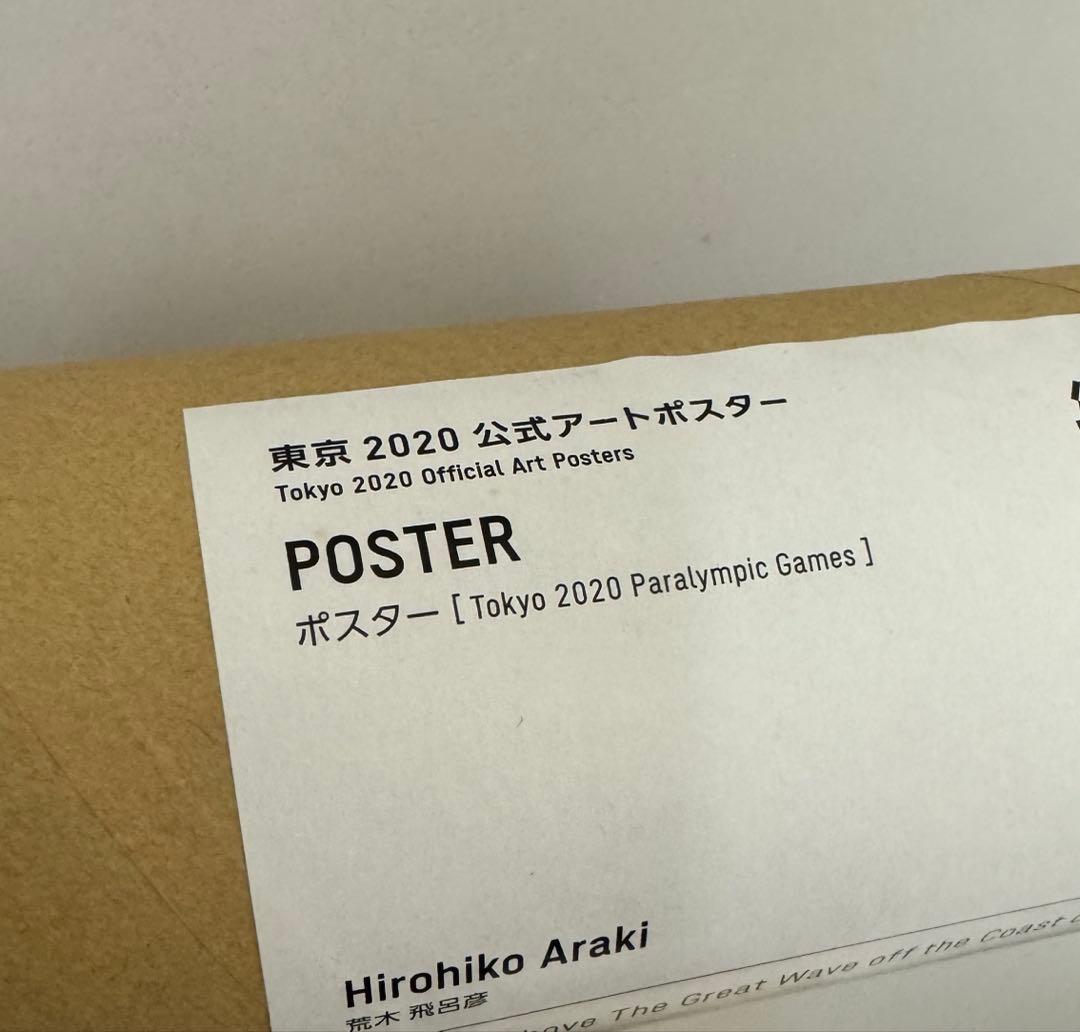 東京 2020 公式アートポスター
Tokyo 2020 Official Art Posters
POSTER
ポスター [ Tokyo 2020 Paralympic Games ]
Hirohiko Araki
荒木 飛呂彦
The Great Wave off the Coast